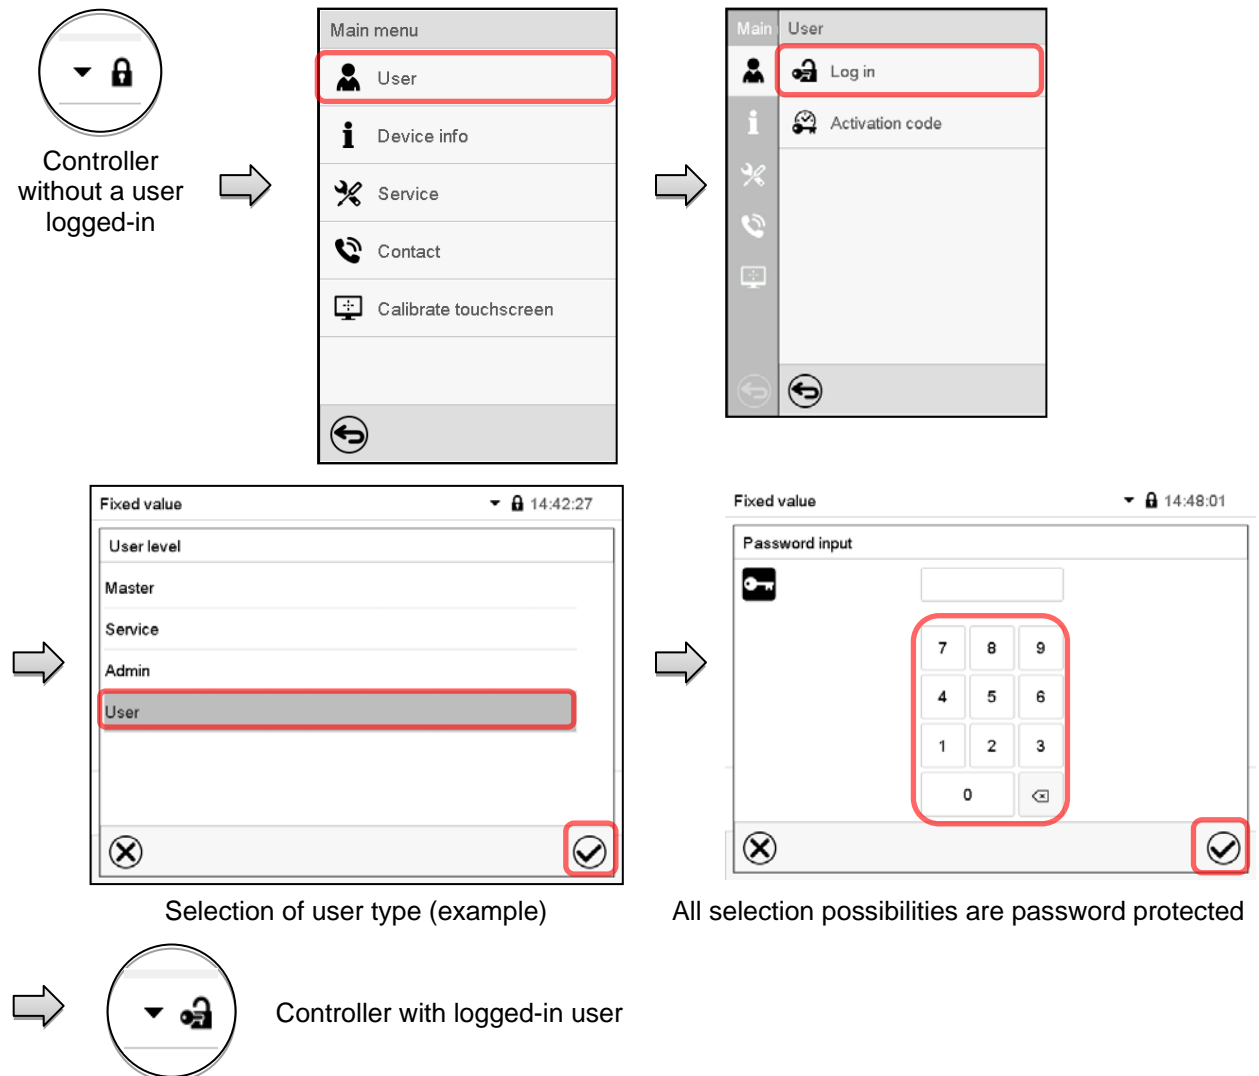 Controller
without a user
logged-in
Main menu
User
Device info
Service
Contact
Calibrate touchscreen
Main
User
Log in
Activation code
Fixed value
14:42:27
User level
Master
Service
Admin
User
Selection of user type (example)
Fixed value
14:48:01
Password input
7 8 9
4 5 6
1 2 3
0
All selection possibilities are password protected
Controller with logged-in user